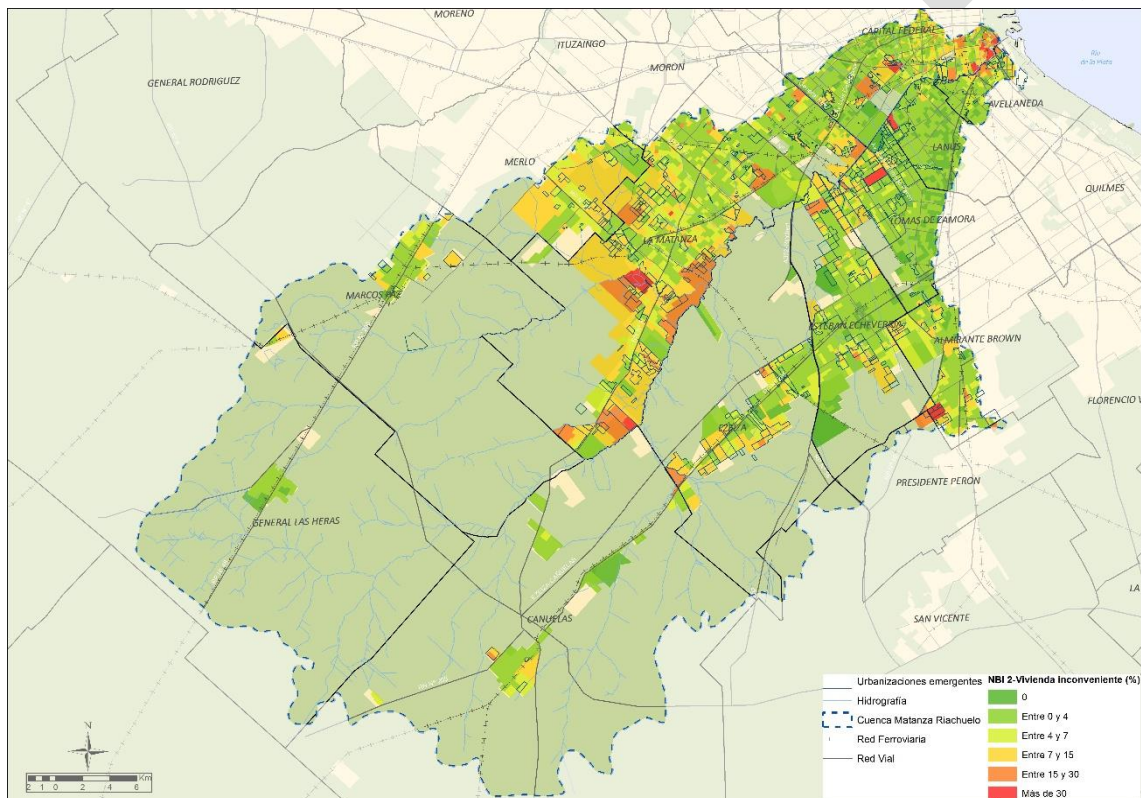 MORENO
CAPITAL FEDERAL
ITUZAINGO
Río
de la Plata
MORON
GENERAL RODRIGUEZ
AVELLANEDA
LANUS
MERLO
QUILMES
LOMAS DE ZAMORA
LA MATANZA
MARCOS PAZ
ESTEBAN ECHEVERRIA
ALMIRANTE BROWN
FLORENCIO V
EZEIZA
PRESIDENTE PERON
GENERAL LAS HERAS
LA
SAN VICENTE
CAÑUELAS
Urbanizaciones emergentes
Hidrografía
Cuenca Matanza Riachuelo
Red Ferroviaria
Red Vial
NBI 2-Vivienda Inconveniente (%)
0
Entre 0 y 4
Entre 4 y 7
Entre 7 y 15
Entre 15 y 30
Más de 30
N
2 1 0 2 4 6 Km